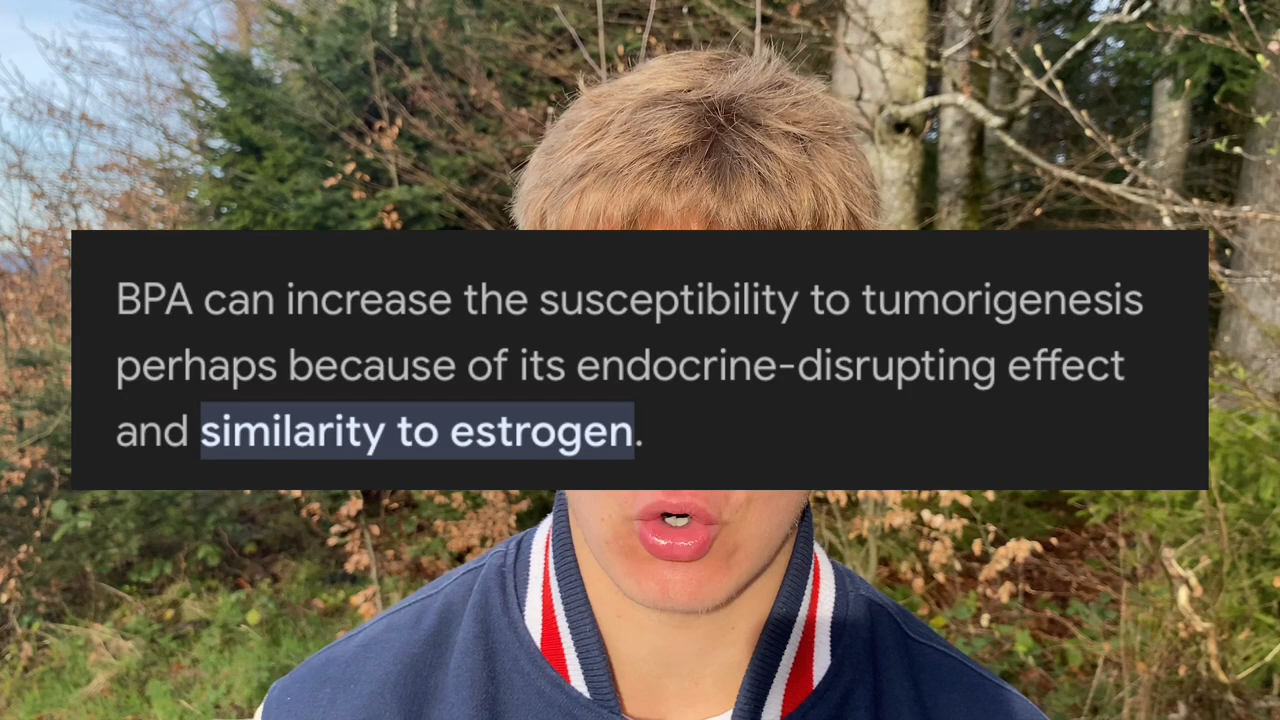 BPA can increase the susceptibility to tumorigenesis
perhaps because of its endocrine-disrupting effect
and similarity to estrogen.